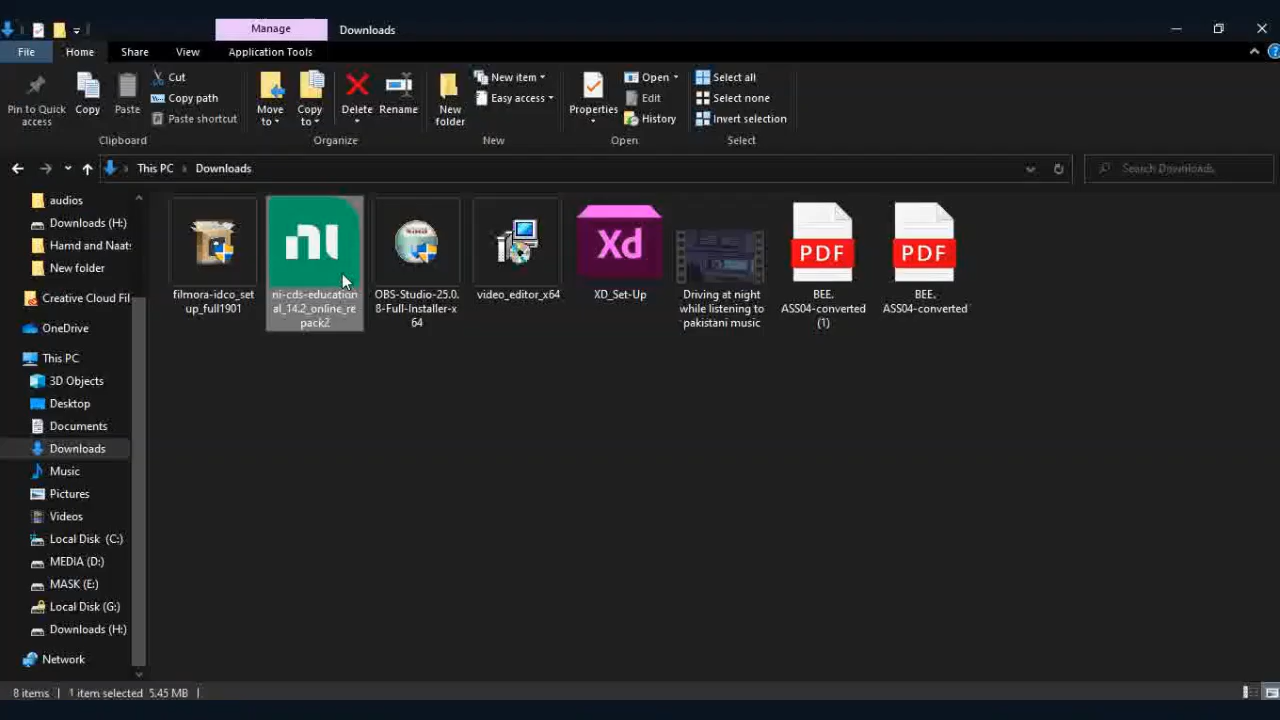 Manage Downloads
File Home Share View Application Tools
Pin to Quick access
Copy
Paste
Cut
Copy path
Paste shortcut
Clipboard
Move to
Copy to
Delete
Rename
Organize
New folder
New item
Easy access
New
Properties
Open
Edit
History
Open
Select all
Select none
Invert selection
Select
This PC Downloads
Search Downloads
audios
Downloads (H:)
Hamd and Naats
New folder
Creative Cloud Fil
OneDrive
This PC
3D Objects
Desktop
Documents
Downloads
Music
Pictures
Videos
Local Disk (C:)
MEDIA (D:)
MASK (E:)
Local Disk (G:)
Downloads (H:)
Network
filmora-idco_set
up_full1901
ni
ni-cds-education
al_14.2_online_re
pack2
OBS-Studio-25.0.
8-Full-Installer-x
64
video_editor_x64
Xd
XD_Set-Up
Driving at night
while listening to
pakistani music
PDF
BEE.
ASS04-converted
(1)
PDF
BEE.
ASS04-converted
8 items 1 item selected 5.45 MB